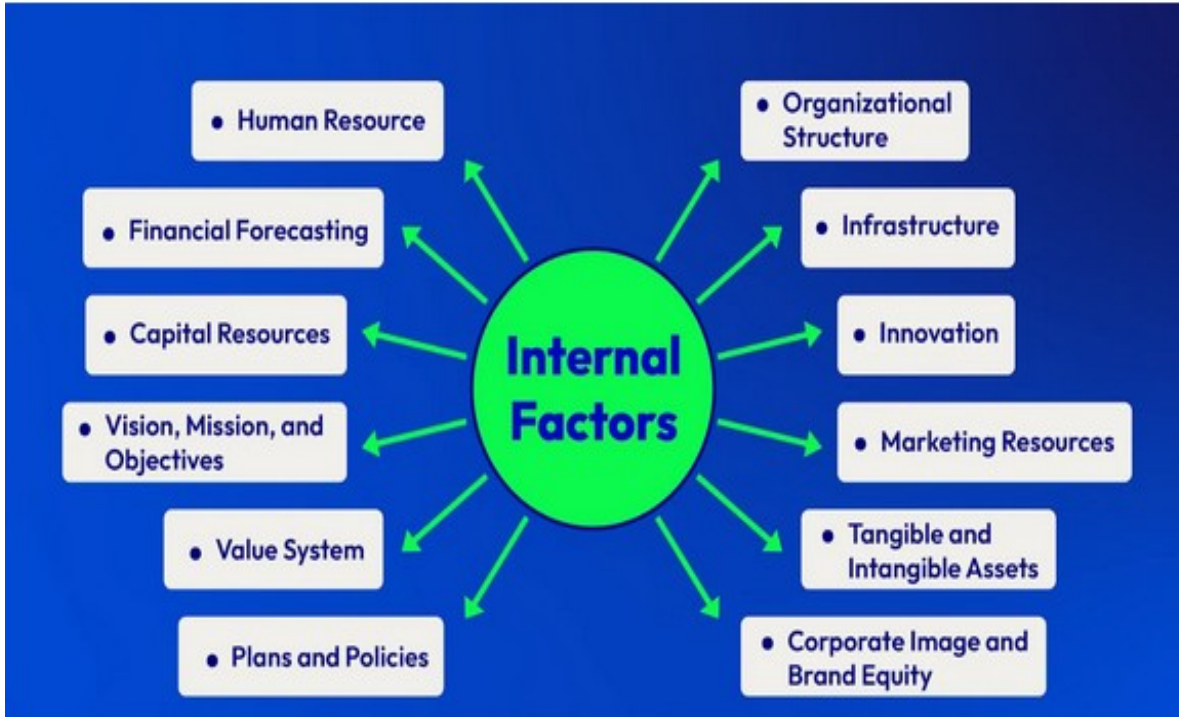 • Human Resource
• Financial Forecasting
• Capital Resources
• Vision, Mission, and
Objectives
• Value System
• Plans and Policies
Internal
Factors
• Organizational
Structure
• Infrastructure
• Innovation
• Marketing Resources
• Tangible and
Intangible Assets
• Corporate Image and
Brand Equity